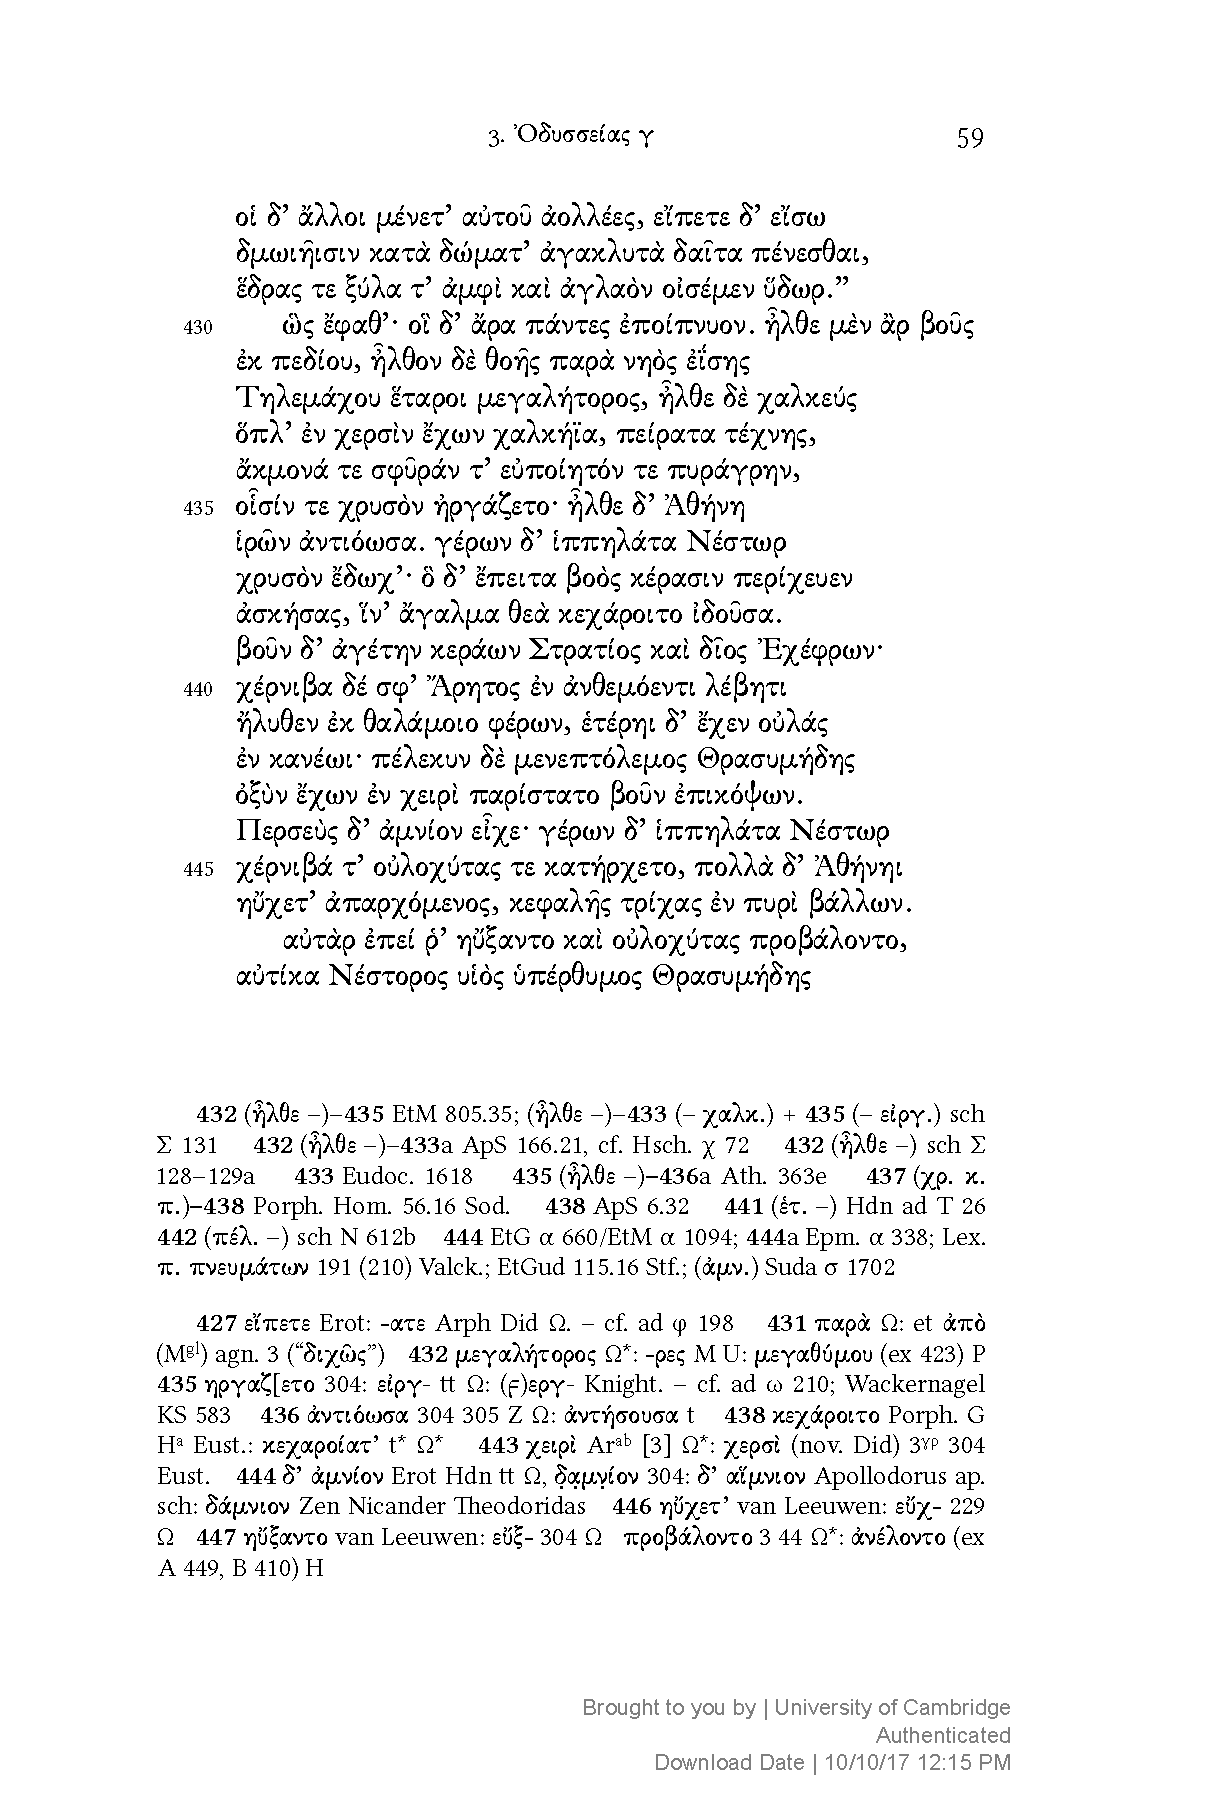 3. Ὀδυσσείας γ 59
οἱ δ’ ἄλλοι μένετ’ αὐτοῦ ἀολλέες, εἴπετε δ’ εἴσω
δμωιῆισιν κατὰ δώματ’ ἀγακλυτὰ δαῖτα πένεσθαι,
ἕδρας τε ξύλα τ’ ἀμφὶ καὶ ἀγλαὸν οἰσέμεν ὕδωρ.”
430 ὣς ἔφαθ’· οἳ δ’ ἄρα πάντες ἐποίπνυον. ἦλθε μὲν ἂρ βοῦς
ἐκ πεδίου, ἦλθον δὲ θοῆς παρὰ νηὸς ἐΐσης
Τηλεμάχου ἕταροι μεγαλήτορος, ἦλθε δὲ χαλκεύς
ὅπλ’ ἐν χερσὶν ἔχων χαλκήϊα, πείρατα τέχνης,
ἄκμονά τε σφῦράν τ’ εὐποίητόν τε πυράγρην,
435 οἷσίν τε χρυσὸν ἠργάζετο· ἦλθε δ’ Ἀθήνη
ἱρῶν ἀντιόωσα. γέρων δ’ ἱππηλάτα Νέστωρ
χρυσὸν ἔδωχ’· ὃ δ’ ἔπειτα βοὸς κέρασιν περίχευεν
ἀσκήσας, ἵν’ ἄγαλμα θεὰ κεχάροιτο ἰδοῦσα.
βοῦν δ’ ἀγέτην κεράων Στρατίος καὶ δῖος Ἐχέφρων·
440 χέρνιβα δέ σφ’ Ἄρητος ἐν ἀνθεμόεντι λέβητι
ἤλυθεν ἐκ θαλάμοιο φέρων, ἑτέρηι δ’ ἔχεν οὐλάς
ἐν κανέωι· πέλεκυν δὲ μενεπτόλεμος Θρασυμήδης
ὀξὺν ἔχων ἐν χειρὶ παρίστατο βοῦν ἐπικόψων.
Περσεὺς δ’ ἀμνίον εἶχε· γέρων δ’ ἱππηλάτα Νέστωρ
445 χέρνιβά τ’ οὐλοχύτας τε κατήρχετο, πολλὰ δ’ Ἀθήνηι
ηὔχετ’ ἀπαρχόμενος, κεφαλῆς τρίχας ἐν πυρὶ βάλλων.
αὐτὰρ ἐπεί ῥ’ ηὔξαντο καὶ οὐλοχύτας προβάλοντο,
αὐτίκα Νέστορος υἱὸς ὑπέρθυμος Θρασυμήδης
432 (ἦλθε –)–435 EtM 805.35; (ἦλθε –)–433 (– χαλκ.) + 435 (– εἰργ.) sch
Σ 131 432 (ἦλθε –)–433a ApS 166.21, cf. Hsch. χ 72 432 (ἦλθε –) sch Σ
128–129a 433 Eudoc. 1618 435 (ἦλθε –)–436a Ath. 363e 437 (χρ. κ.
π.)–438 Porph. Hom. 56.16 Sod. 438 ApS 6.32 441 (ἑτ. –) Hdn ad T 26
442 (πέλ. –) sch N 612b 444 EtG α 660/EtM α 1094; 444a Epm. α 338; Lex.
π. πνευμάτων 191 (210) Valck.; EtGud 115.16 Stf.; (ἀμν.) Suda σ 1702
427 εἴπετε Erot: -ατε Arph Did Ω. – cf. ad φ 198 431 παρὰ Ω: et ἀπὸ
(Mgl) agn. 3 (“διχῶς”) 432 μεγαλήτορος Ω*: -ρες M U: μεγαθύμου (ex 423) P
435 ηργαζ[ετο 304: εἰργ- tt Ω: (ϝ)εργ- Knight. – cf. ad ω 210; Wackernagel
KS 583 436 ἀντιόωσα 304 305 Z Ω: ἀντήσουσα t 438 κεχάροιτο Porph. G
Hᵃ Eust.: κεχαροίατ’ t* Ω* 443 χειρὶ Arᵃᵇ [3] Ω*: χερσὶ (nov. Did) 3γρ 304
Eust. 444 δ’ ἀμνίον Erot Hdn tt Ω, δ̣α̣μν̣ίον 304: δ’ αἵμνιον Apollodorus ap.
sch: δάμνιον Zen Nicander Theodoridas 446 ηὔχετ’ van Leeuwen: εὔχ- 229
Ω 447 ηὔξαντο van Leeuwen: εὔξ- 304 Ω προβάλοντο 3 44 Ω*: ἀνέλοντο (ex
A 449, B 410) H
Brought to you by | University of Cambridge
Authenticated
Download Date | 10/10/17 12:15 PM